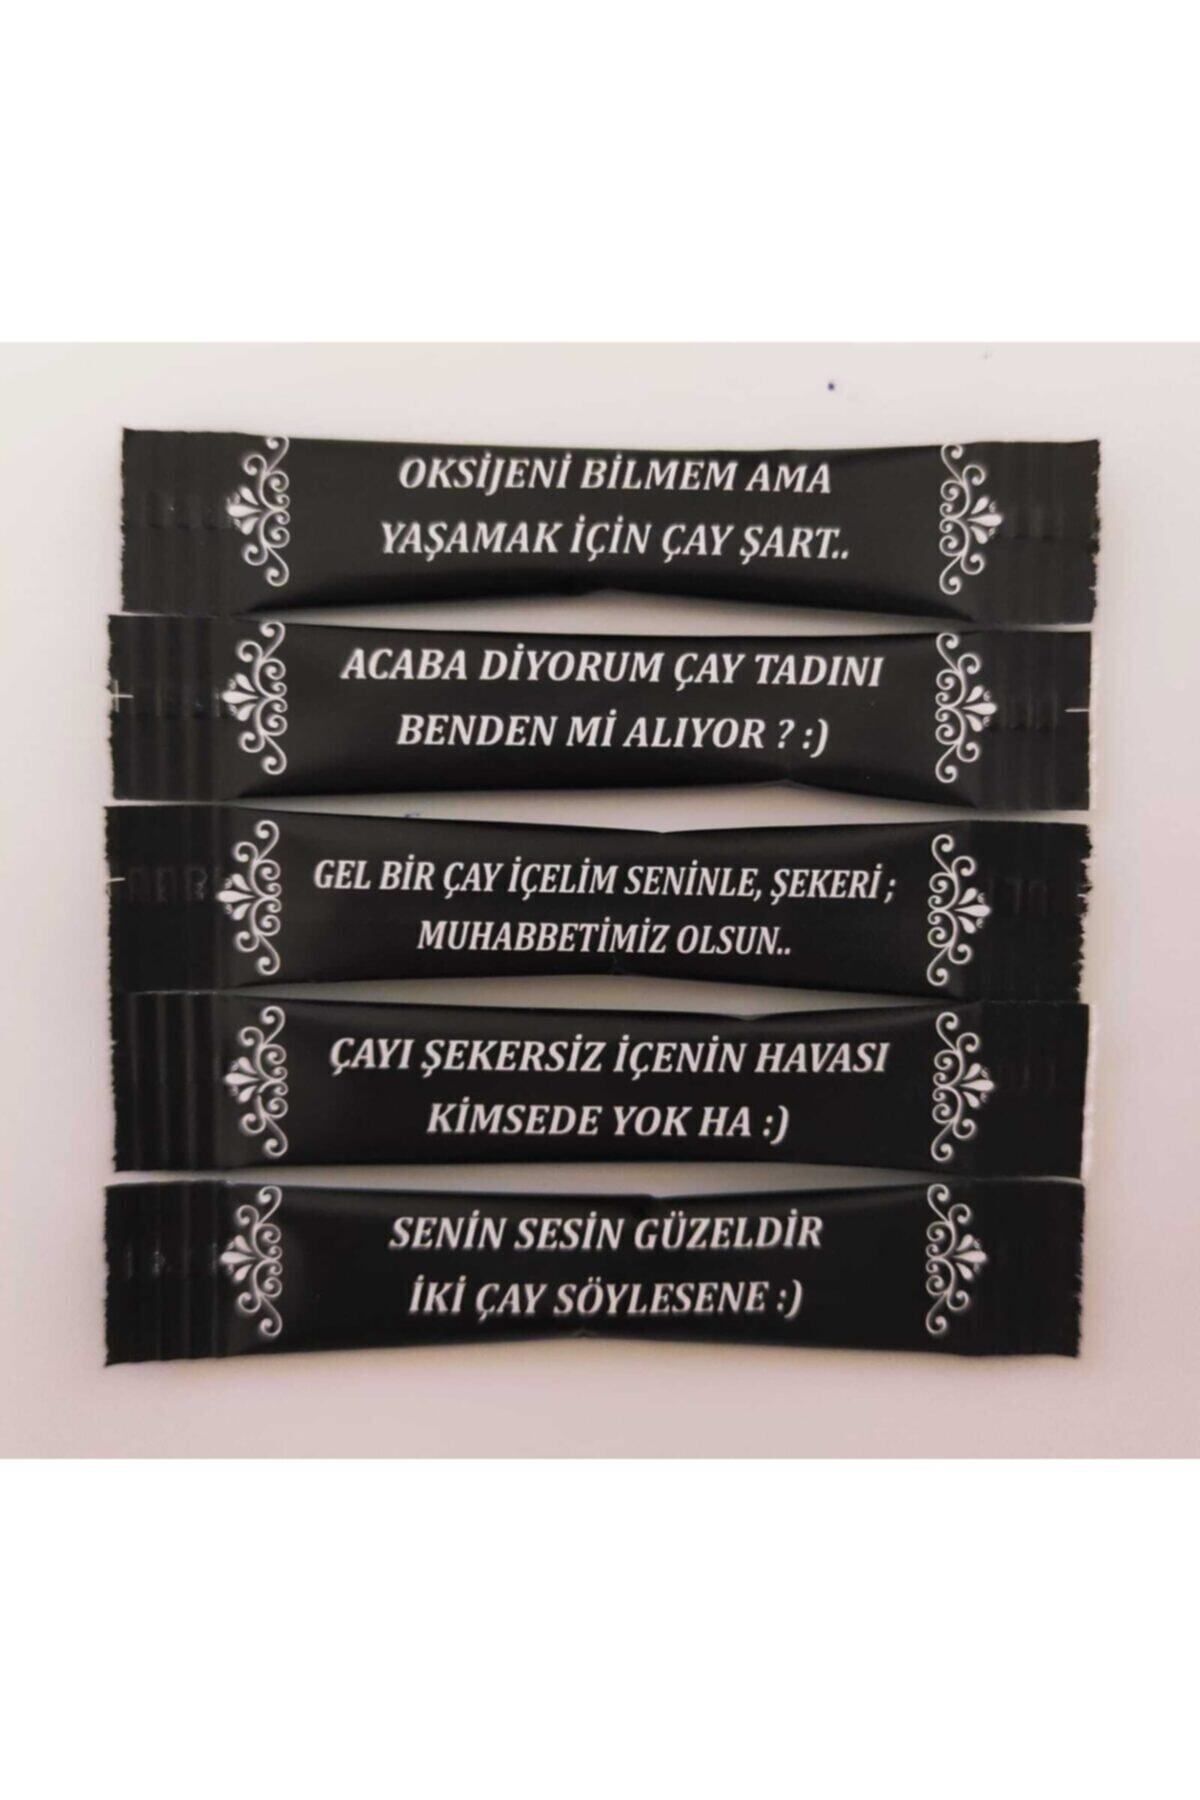 OKSİJENİ BİLMEM AMA
YAŞAMAK İÇİN ÇAY ŞART..
ACABA DİYORUM ÇAY TADINI
BENDEN Mİ ALIYOR ? :)
GEL BİR ÇAY İÇELİM SENİNLE, ŞEKERİ ;
MUHABBETİMİZ OLSUN..
ÇAYI ŞEKERSİZ İÇENİN HAVASI
KİMSEDE YOK HA :)
SENİN SESİN GÜZELDİR
İKİ ÇAY SÖYLESENE :)